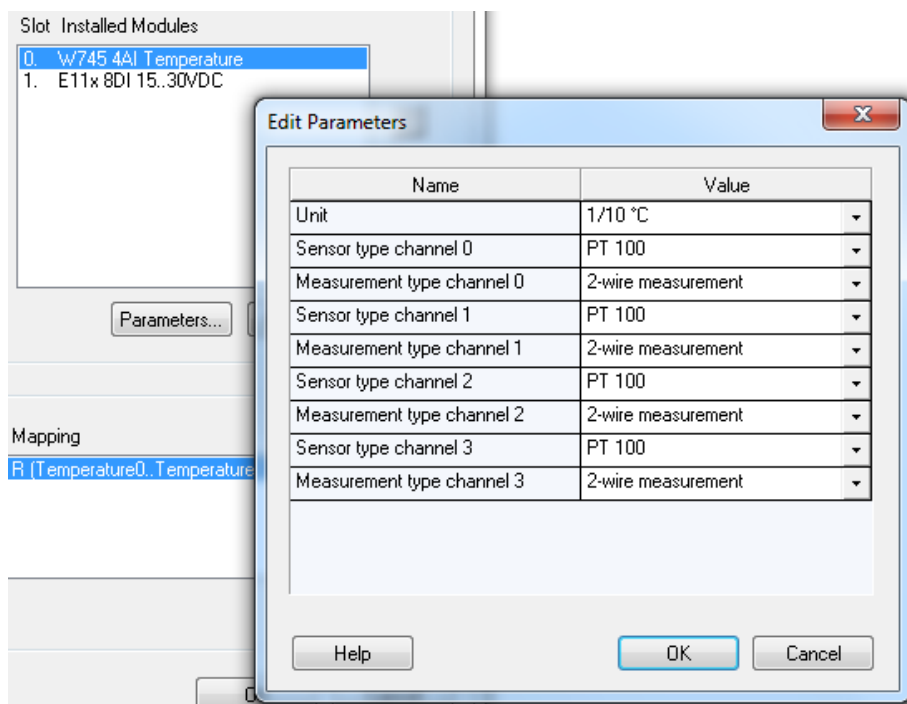 Slot Installed Modules
0. W745 4AI Temperature
1. E11x 8DI 15..30VDC
Edit Parameters
Name Value
Unit 1/10 °C
Sensor type channel 0 PT 100
Measurement type channel 0 2-wire measurement
Sensor type channel 1 PT 100
Measurement type channel 1 2-wire measurement
Sensor type channel 2 PT 100
Measurement type channel 2 2-wire measurement
Sensor type channel 3 PT 100
Measurement type channel 3 2-wire measurement
Parameters...
Mapping
R (Temperature0..Temperature
Help OK Cancel